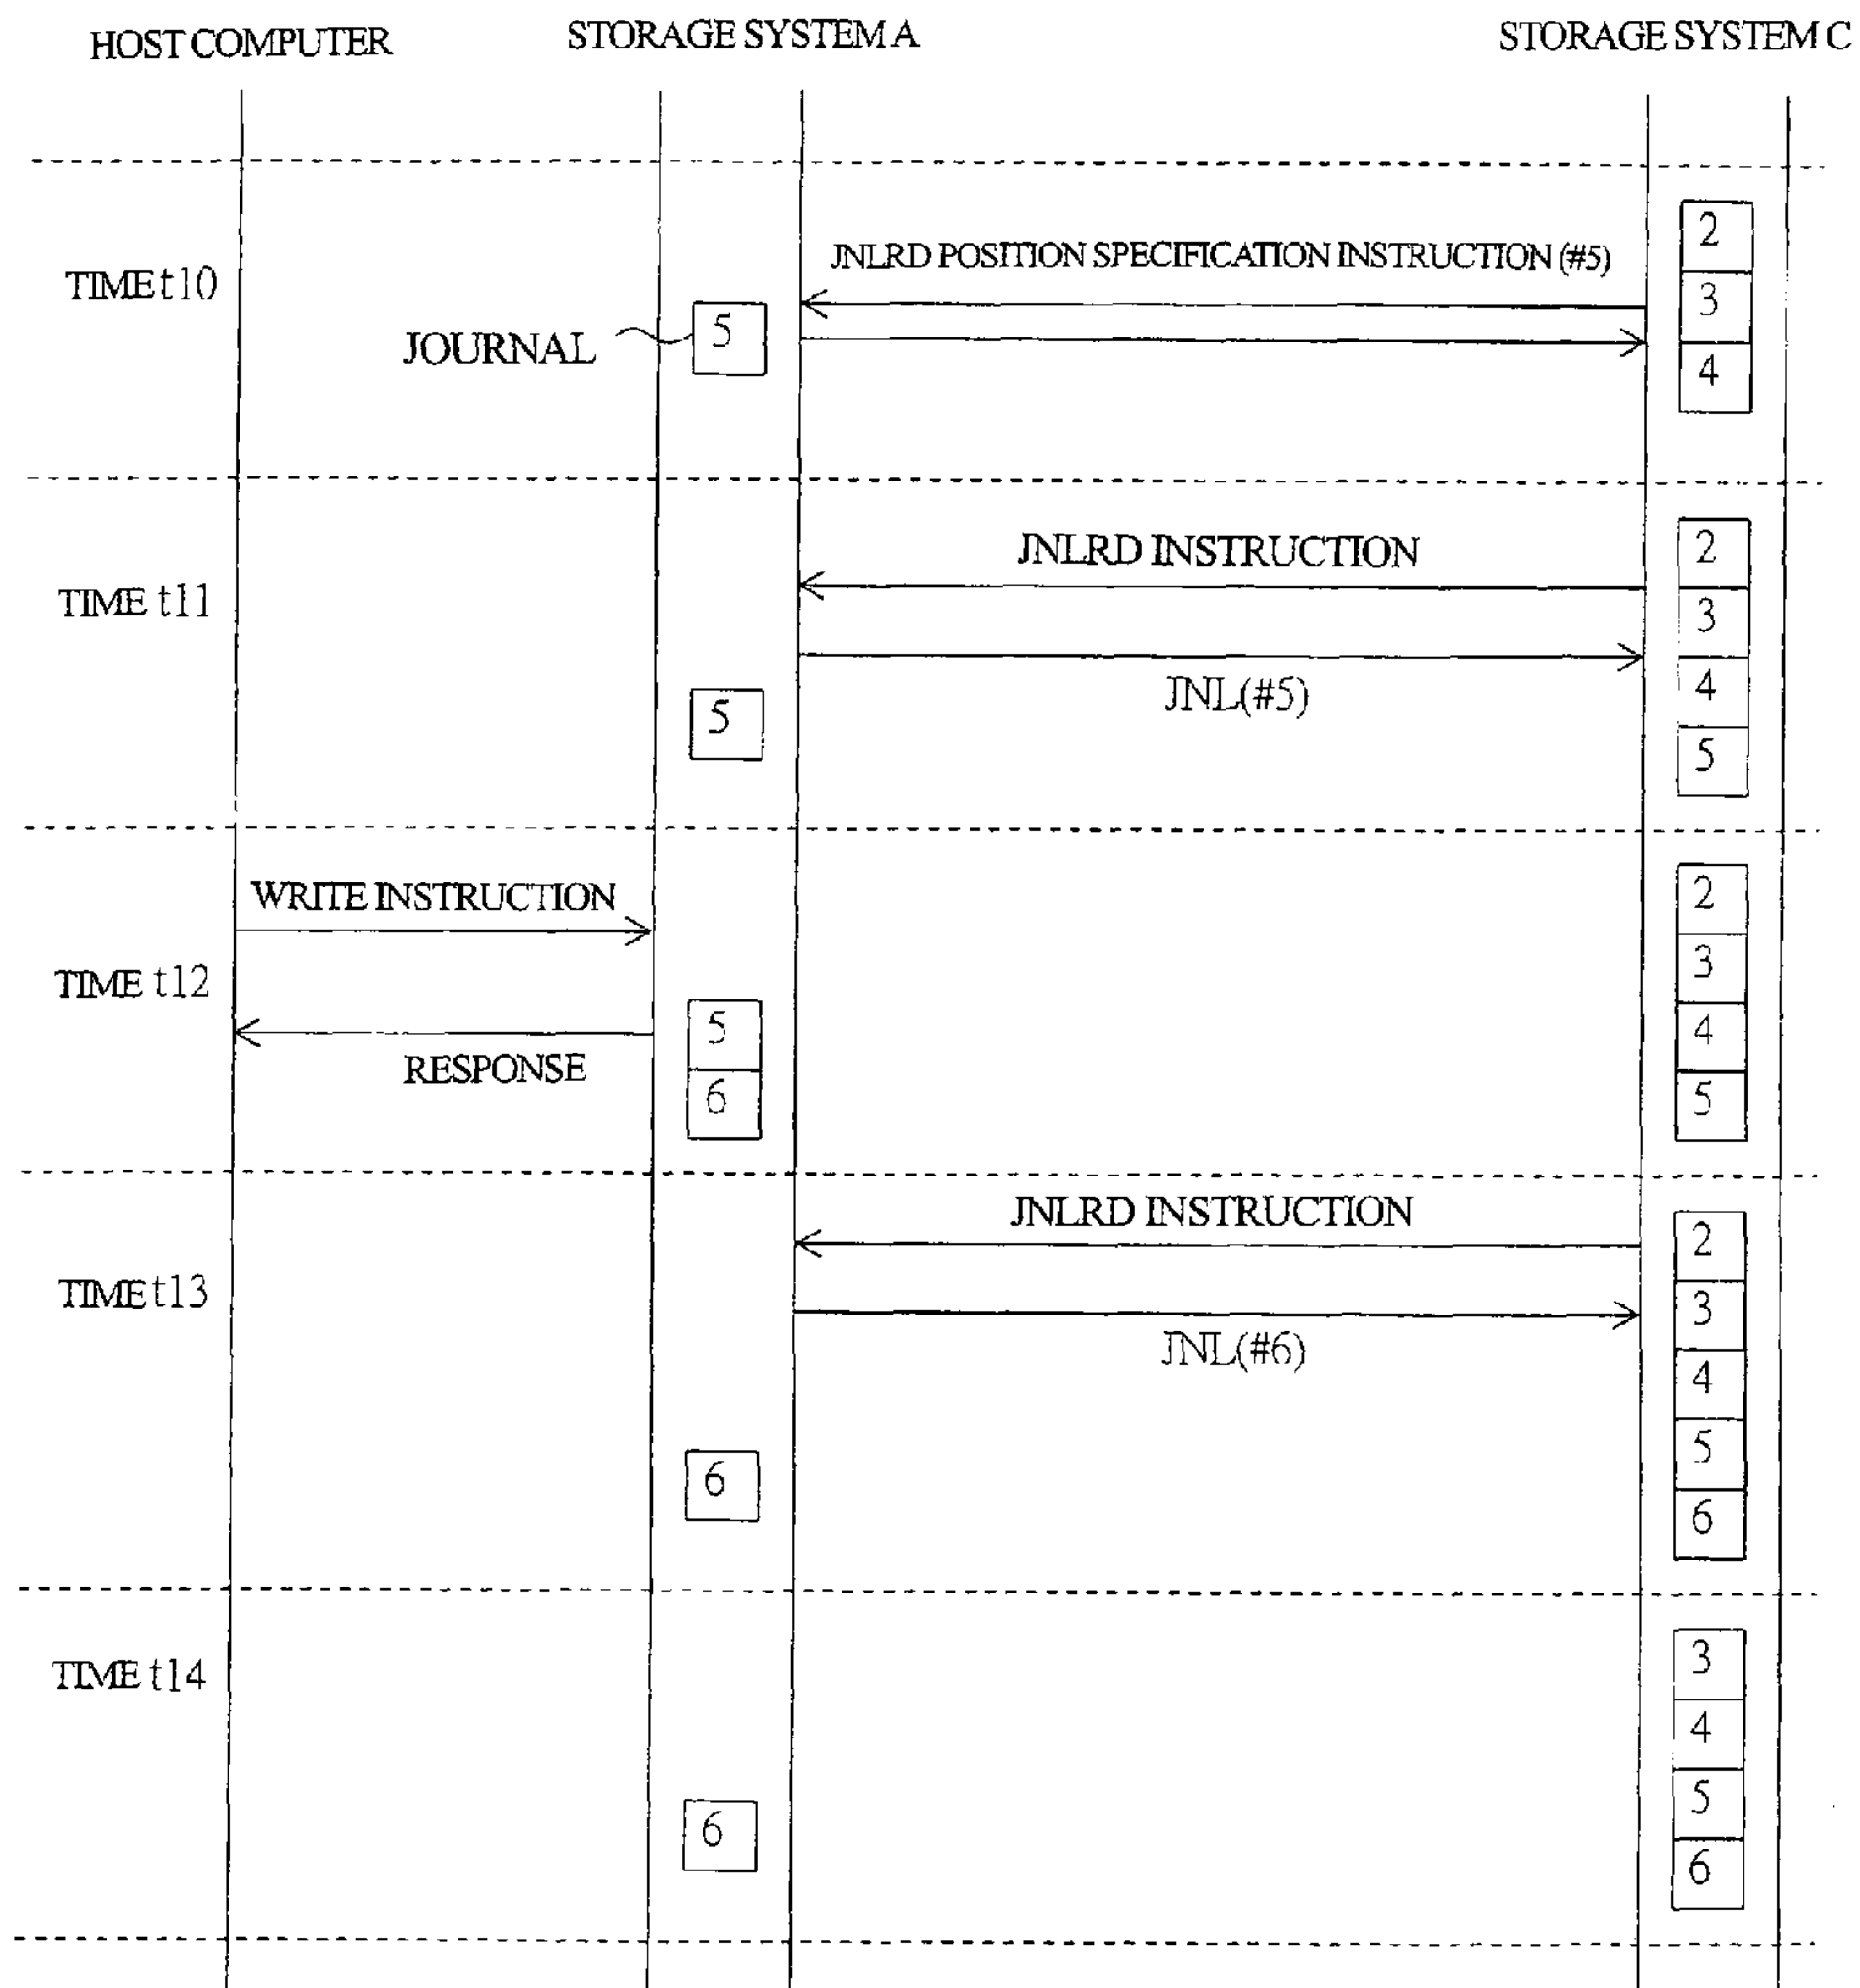 HOST COMPUTER
STORAGE SYSTEM A
STORAGE SYSTEM C
TIME t10
JNLRD POSITION SPECIFICATION INSTRUCTION (#5)
JOURNAL
5
2
3
4
TIME t11
JNLRD INSTRUCTION
JNL(#5)
5
2
3
4
5
WRITE INSTRUCTION
TIME t12
RESPONSE
5
6
2
3
4
5
JNLRD INSTRUCTION
TIME t13
JNL(#6)
6
2
3
4
5
6
TIME t14
6
3
4
5
6